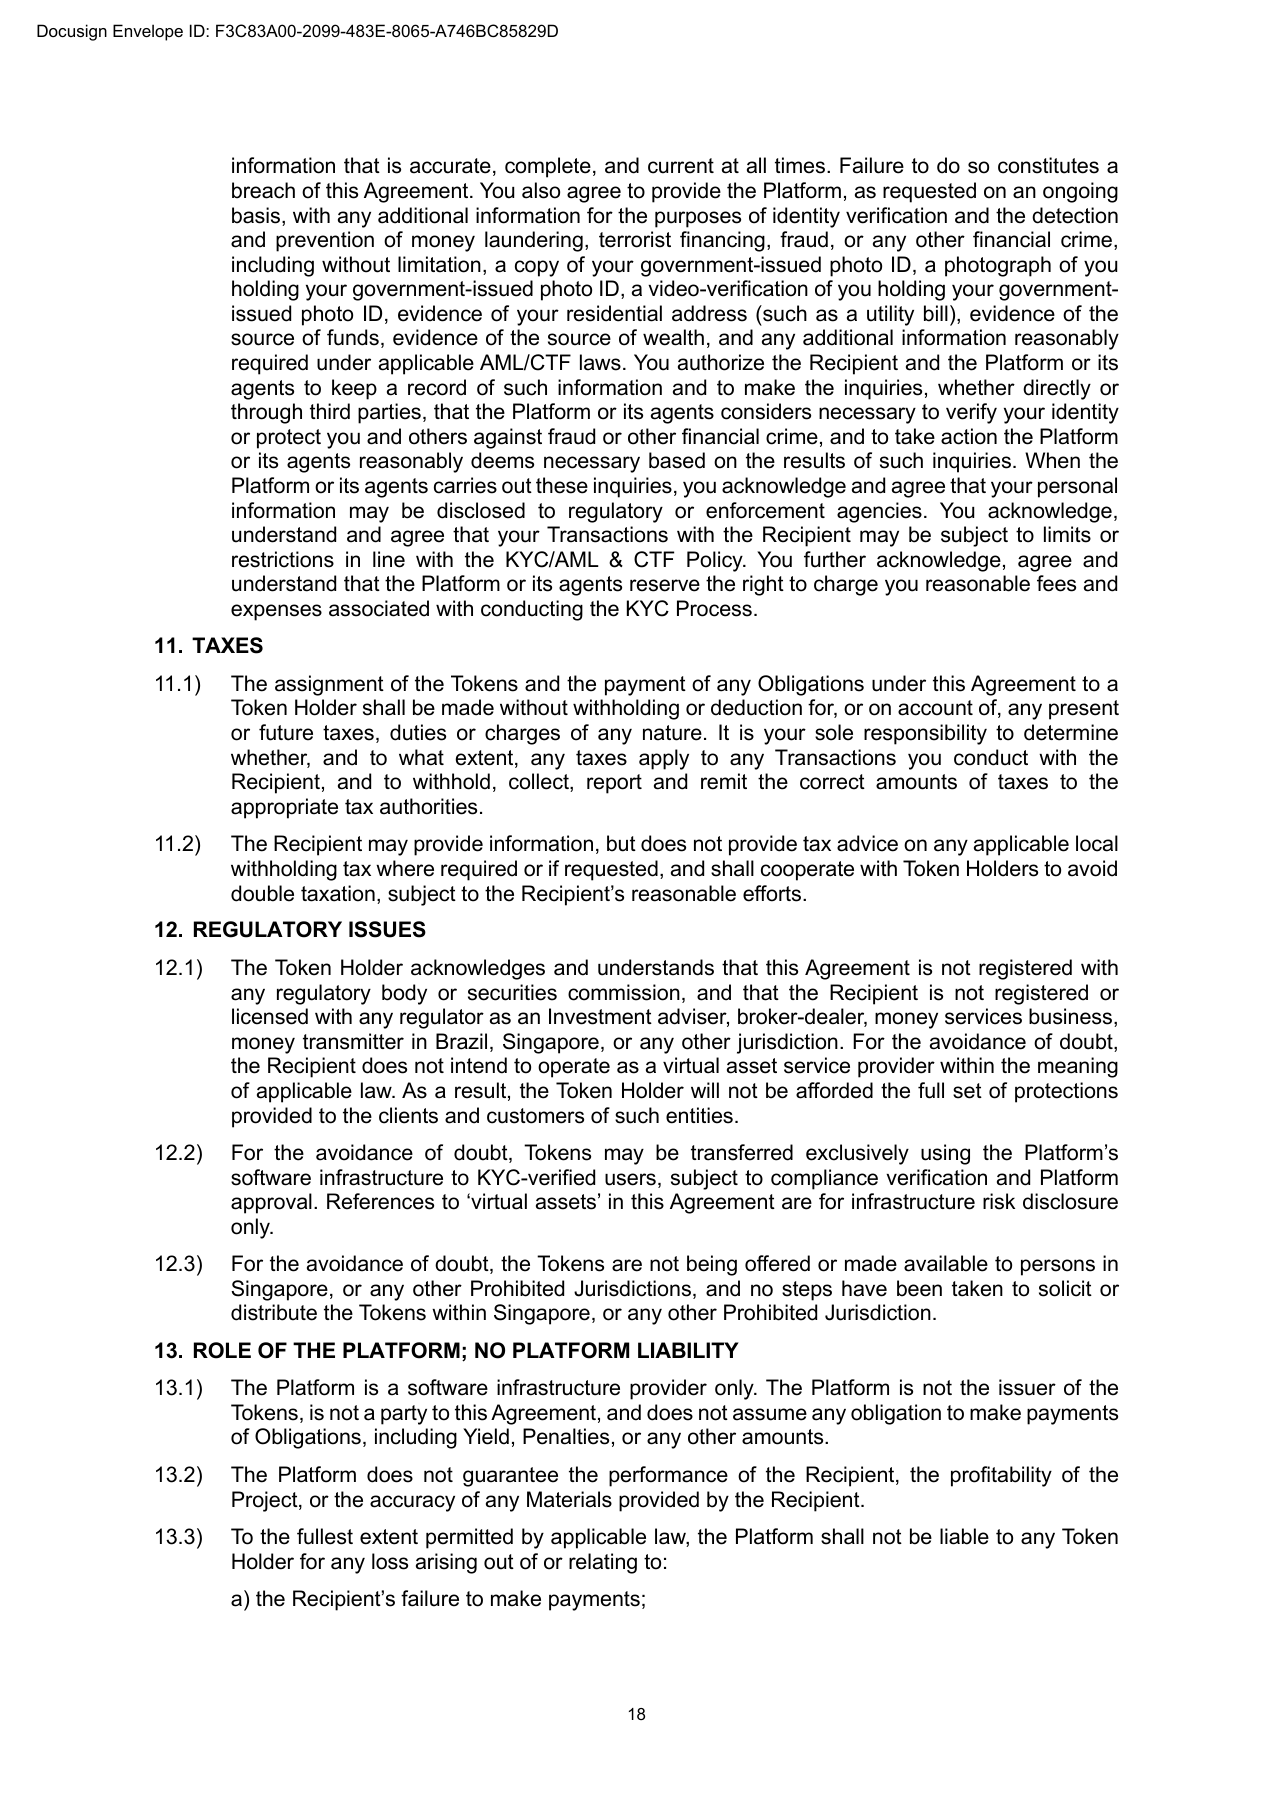 Docusign Envelope ID: F3C83A00-2099-483E-8065-A746BC85829D
information that is accurate, complete, and current at all times. Failure to do so constitutes a
breach of this Agreement. You also agree to provide the Platform, as requested on an ongoing
basis, with any additional information for the purposes of identity verification and the detection
and prevention of money laundering, terrorist financing, fraud, or any other financial crime,
including without limitation, a copy of your government-issued photo ID, a photograph of you
holding your government-issued photo ID, a video-verification of you holding your government-
issued photo ID, evidence of your residential address (such as a utility bill), evidence of the
source of funds, evidence of the source of wealth, and any additional information reasonably
required under applicable AML/CTF laws. You authorize the Recipient and the Platform or its
agents to keep a record of such information and to make the inquiries, whether directly or
through third parties, that the Platform or its agents considers necessary to verify your identity
or protect you and others against fraud or other financial crime, and to take action the Platform
or its agents reasonably deems necessary based on the results of such inquiries. When the
Platform or its agents carries out these inquiries, you acknowledge and agree that your personal
information may be disclosed to regulatory or enforcement agencies. You acknowledge,
understand and agree that your Transactions with the Recipient may be subject to limits or
restrictions in line with the KYC/AML & CTF Policy. You further acknowledge, agree and
understand that the Platform or its agents reserve the right to charge you reasonable fees and
expenses associated with conducting the KYC Process.
11. TAXES
11.1) The assignment of the Tokens and the payment of any Obligations under this Agreement to a
Token Holder shall be made without withholding or deduction for, or on account of, any present
or future taxes, duties or charges of any nature. It is your sole responsibility to determine
whether, and to what extent, any taxes apply to any Transactions you conduct with the
Recipient, and to withhold, collect, report and remit the correct amounts of taxes to the
appropriate tax authorities.
11.2) The Recipient may provide information, but does not provide tax advice on any applicable local
withholding tax where required or if requested, and shall cooperate with Token Holders to avoid
double taxation, subject to the Recipient’s reasonable efforts.
12. REGULATORY ISSUES
12.1) The Token Holder acknowledges and understands that this Agreement is not registered with
any regulatory body or securities commission, and that the Recipient is not registered or
licensed with any regulator as an Investment adviser, broker-dealer, money services business,
money transmitter in Brazil, Singapore, or any other jurisdiction. For the avoidance of doubt,
the Recipient does not intend to operate as a virtual asset service provider within the meaning
of applicable law. As a result, the Token Holder will not be afforded the full set of protections
provided to the clients and customers of such entities.
12.2) For the avoidance of doubt, Tokens may be transferred exclusively using the Platform’s
software infrastructure to KYC-verified users, subject to compliance verification and Platform
approval. References to ‘virtual assets’ in this Agreement are for infrastructure risk disclosure
only.
12.3) For the avoidance of doubt, the Tokens are not being offered or made available to persons in
Singapore, or any other Prohibited Jurisdictions, and no steps have been taken to solicit or
distribute the Tokens within Singapore, or any other Prohibited Jurisdiction.
13. ROLE OF THE PLATFORM; NO PLATFORM LIABILITY
13.1) The Platform is a software infrastructure provider only. The Platform is not the issuer of the
Tokens, is not a party to this Agreement, and does not assume any obligation to make payments
of Obligations, including Yield, Penalties, or any other amounts.
13.2) The Platform does not guarantee the performance of the Recipient, the profitability of the
Project, or the accuracy of any Materials provided by the Recipient.
13.3) To the fullest extent permitted by applicable law, the Platform shall not be liable to any Token
Holder for any loss arising out of or relating to:
a) the Recipient’s failure to make payments;
18